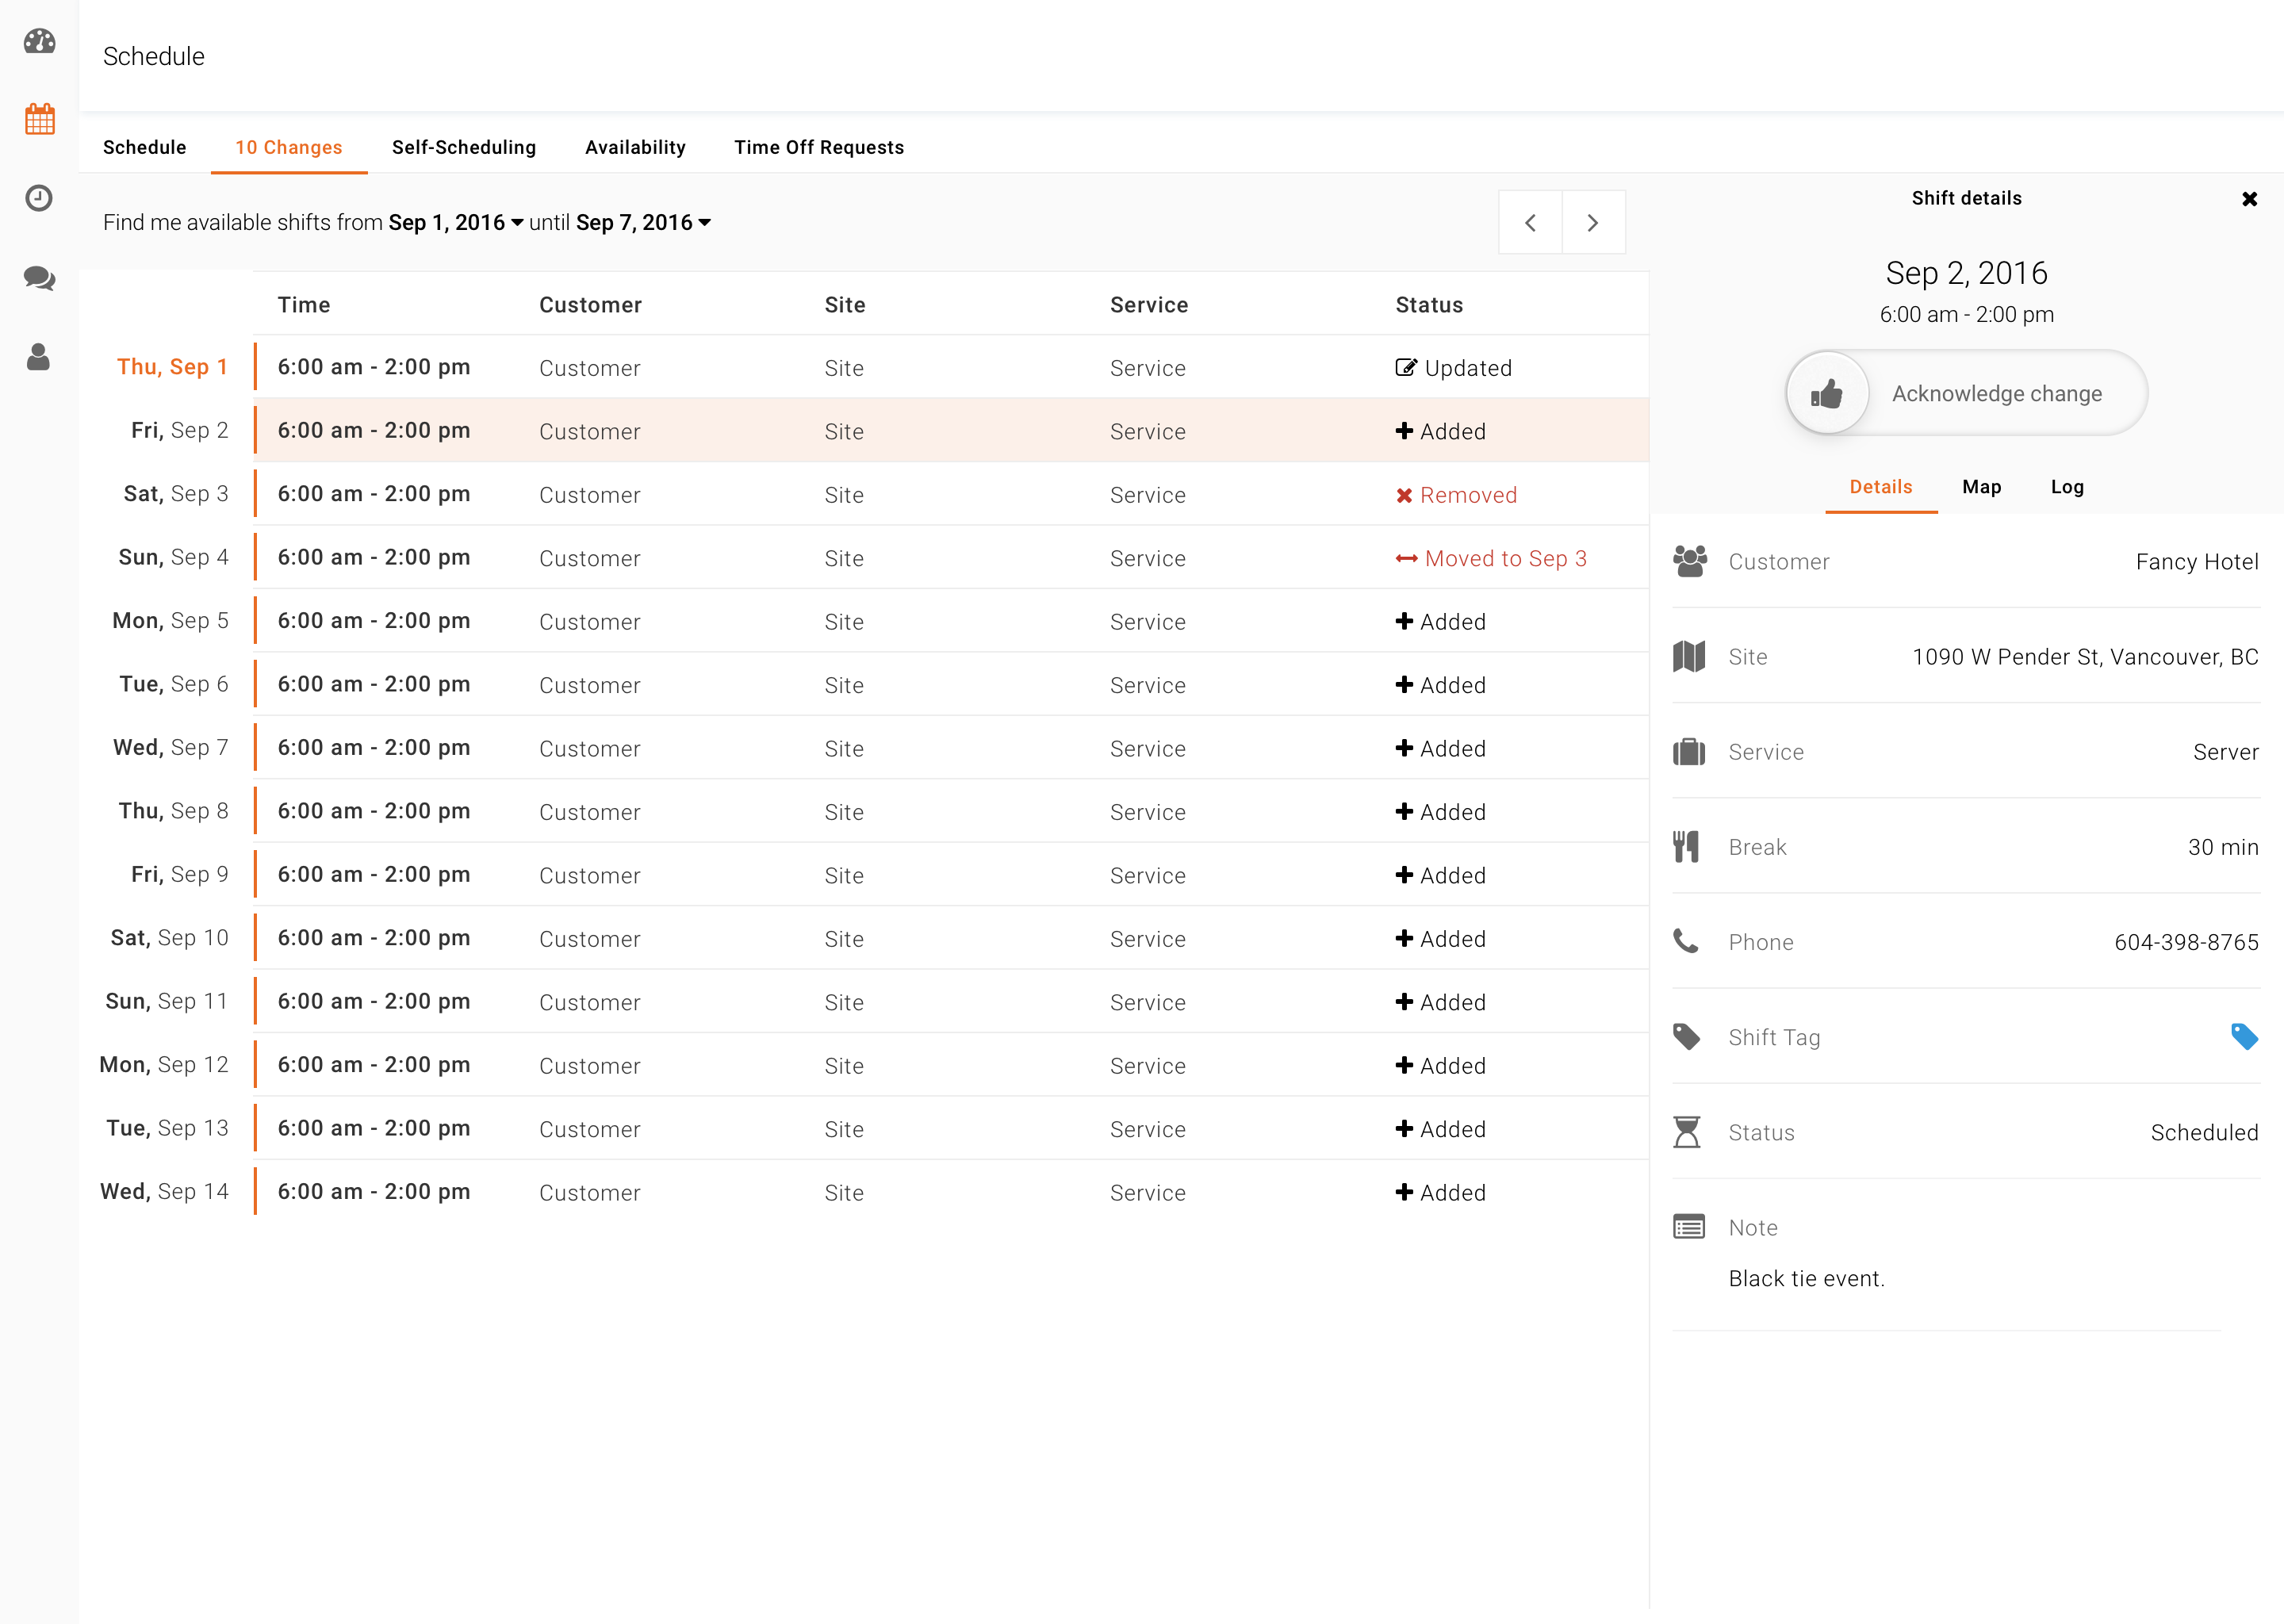 Schedule
Schedule 10 Changes Self-Scheduling Availability Time Off Requests
Find me available shifts from Sep 1, 2016 until Sep 7, 2016
Time Customer Site Service Status
Thu, Sep 1 6:00 am - 2:00 pm Customer Site Service Updated
Fri, Sep 2 6:00 am - 2:00 pm Customer Site Service Added
Sat, Sep 3 6:00 am - 2:00 pm Customer Site Service Removed
Sun, Sep 4 6:00 am - 2:00 pm Customer Site Service Moved to Sep 3
Mon, Sep 5 6:00 am - 2:00 pm Customer Site Service Added
Tue, Sep 6 6:00 am - 2:00 pm Customer Site Service Added
Wed, Sep 7 6:00 am - 2:00 pm Customer Site Service Added
Thu, Sep 8 6:00 am - 2:00 pm Customer Site Service Added
Fri, Sep 9 6:00 am - 2:00 pm Customer Site Service Added
Sat, Sep 10 6:00 am - 2:00 pm Customer Site Service Added
Sun, Sep 11 6:00 am - 2:00 pm Customer Site Service Added
Mon, Sep 12 6:00 am - 2:00 pm Customer Site Service Added
Tue, Sep 13 6:00 am - 2:00 pm Customer Site Service Added
Wed, Sep 14 6:00 am - 2:00 pm Customer Site Service Added
Shift details
Sep 2, 2016
6:00 am - 2:00 pm
Acknowledge change
Details Map Log
Customer Fancy Hotel
Site 1090 W Pender St, Vancouver, BC
Service Server
Break 30 min
Phone 604-398-8765
Shift Tag
Status Scheduled
Note
Black tie event.